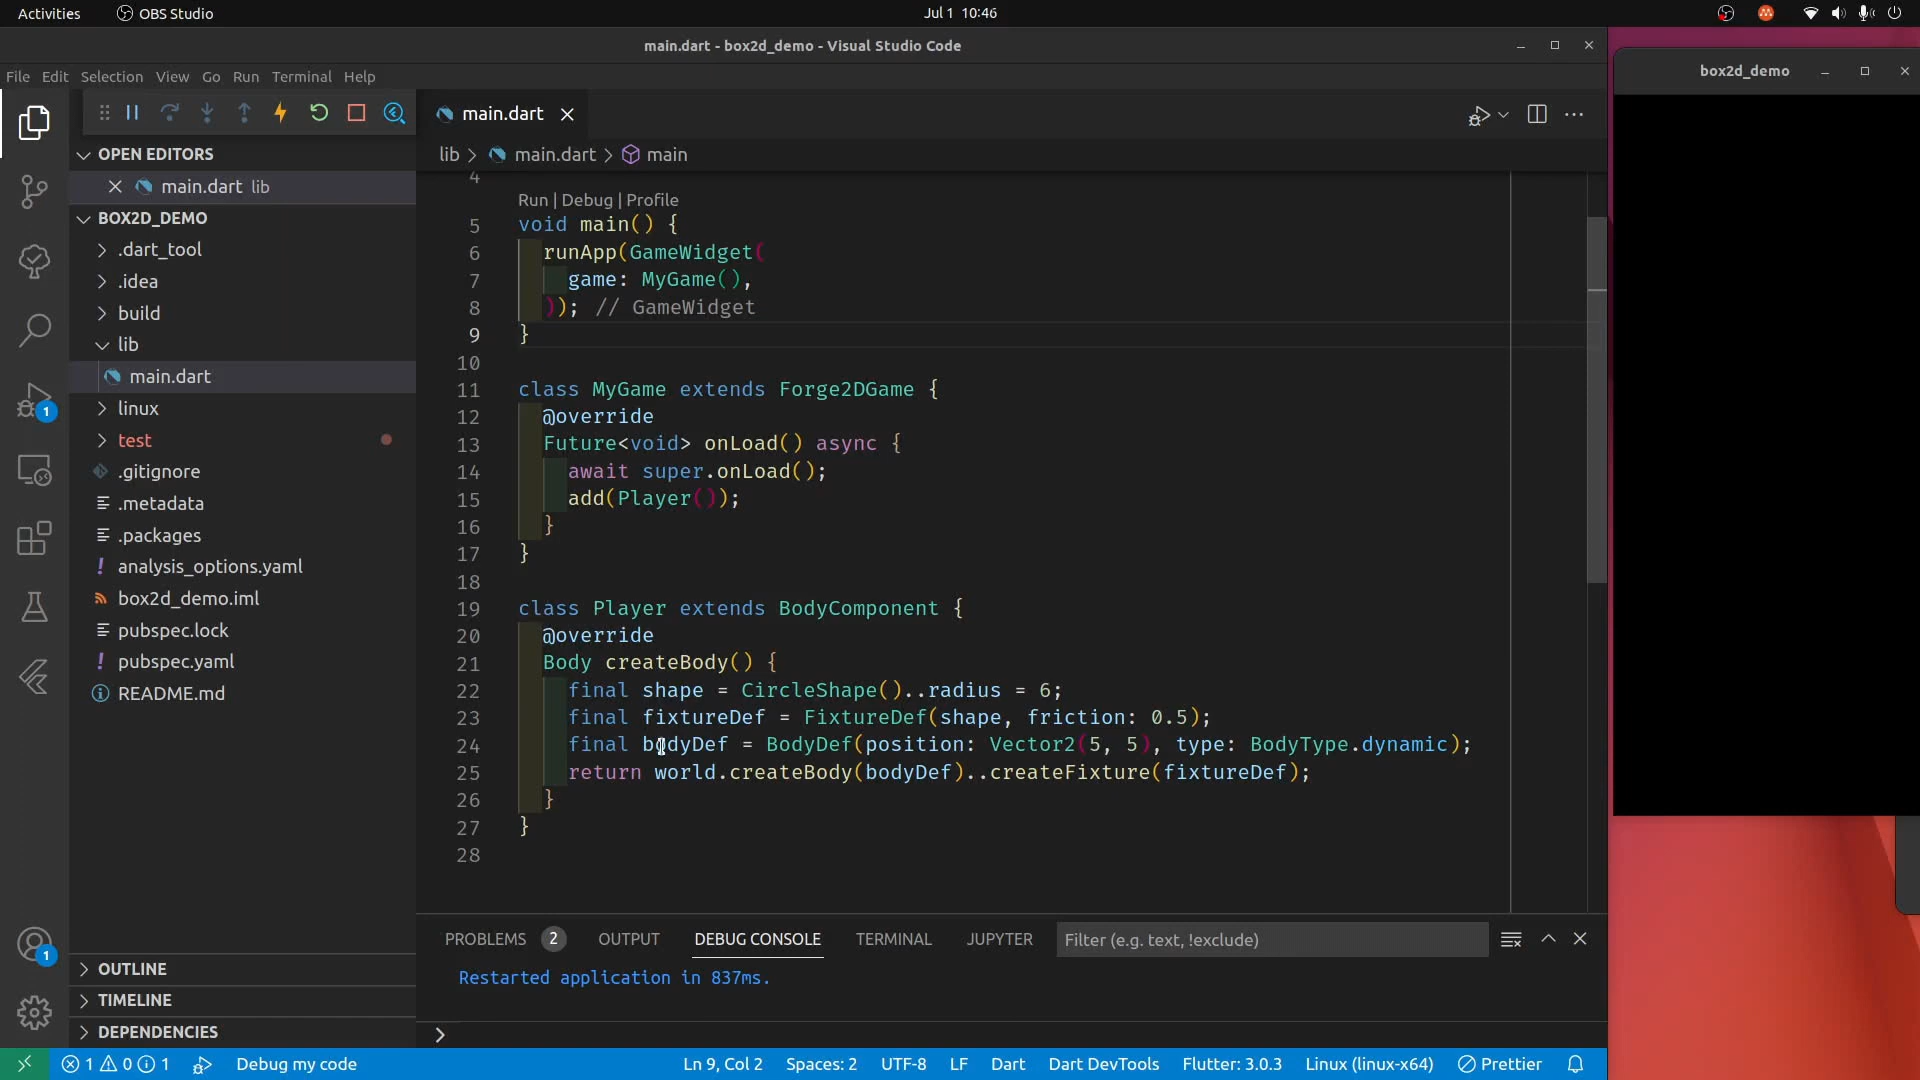 Activities OBS Studio Jul 1 10:46
main.dart - box2d_demo - Visual Studio Code
box2d_demo
File Edit Selection View Go Run Terminal Help
main.dart
OPEN EDITORS
main.dart lib
BOX2D_DEMO
.dart_tool
.idea
build
lib
main.dart
linux
test
.gitignore
.metadata
.packages
analysis_options.yaml
box2d_demo.iml
pubspec.lock
pubspec.yaml
README.md
OUTLINE
TIMELINE
DEPENDENCIES
lib > main.dart > main
4
Run | Debug | Profile
5 void main() {
6 runApp(GameWidget(
7 game: MyGame(),
8 )); // GameWidget
9 }
10
11 class MyGame extends Forge2DGame {
12 @override
13 Future<void> onLoad() async {
14 await super.onLoad();
15 add(Player());
16 }
17 }
18
19 class Player extends BodyComponent {
20 @override
21 Body createBody() {
22 final shape = CircleShape()..radius = 6;
23 final fixtureDef = FixtureDef(shape, friction: 0.5);
24 final bodyDef = BodyDef(position: Vector2(5, 5), type: BodyType.dynamic);
25 return world.createBody(bodyDef)..createFixture(fixtureDef);
26 }
27 }
28
PROBLEMS 2 OUTPUT DEBUG CONSOLE TERMINAL JUPYTER Filter (e.g. text, !exclude)
Restarted application in 837ms.
1
1
1 0 1 Debug my code Ln 9, Col 2 Spaces: 2 UTF-8 LF Dart Dart DevTools Flutter: 3.0.3 Linux (linux-x64) Prettier